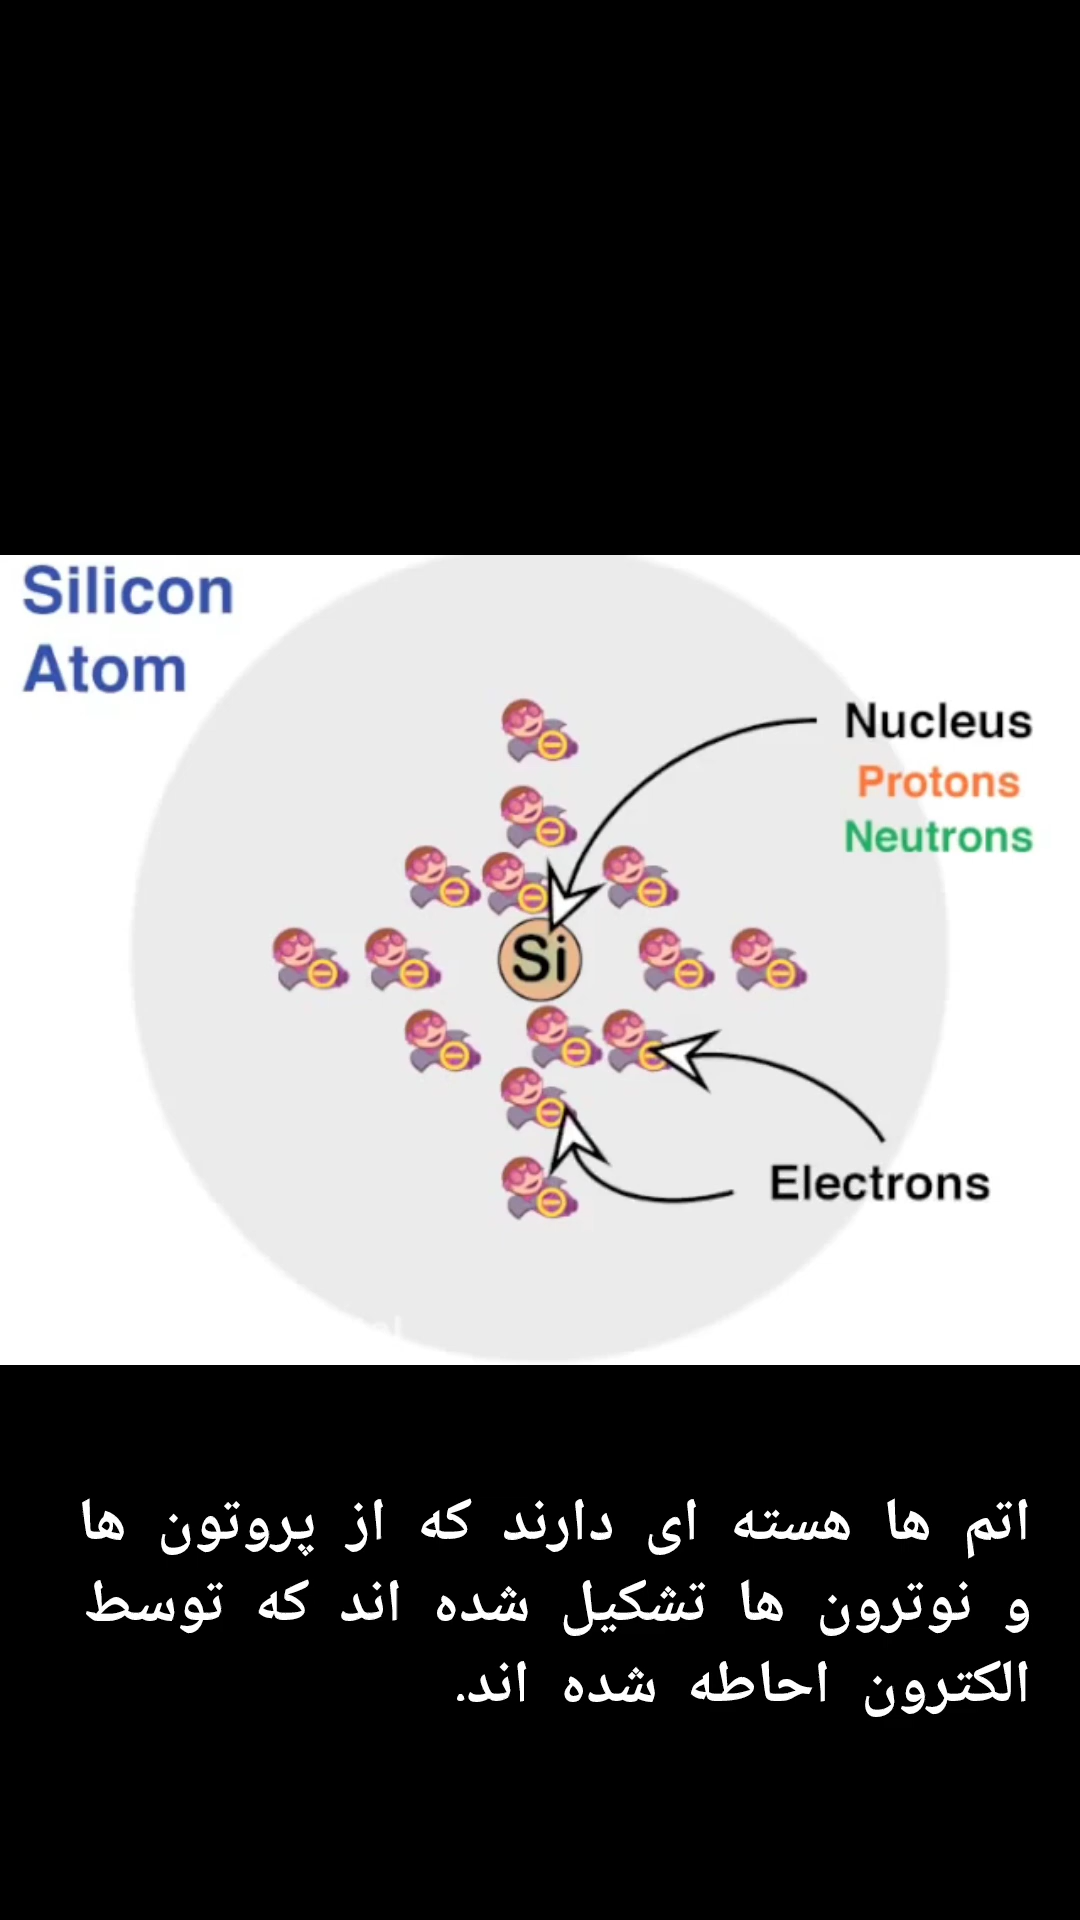 Silicon
Atom
Nucleus
Protons
Neutrons
Si
Electrons
اتم ها هسته ای دارند که از پروتون ها
و نوترون ها تشکیل شده اند که توسط
الکترون احاطه شده اند.